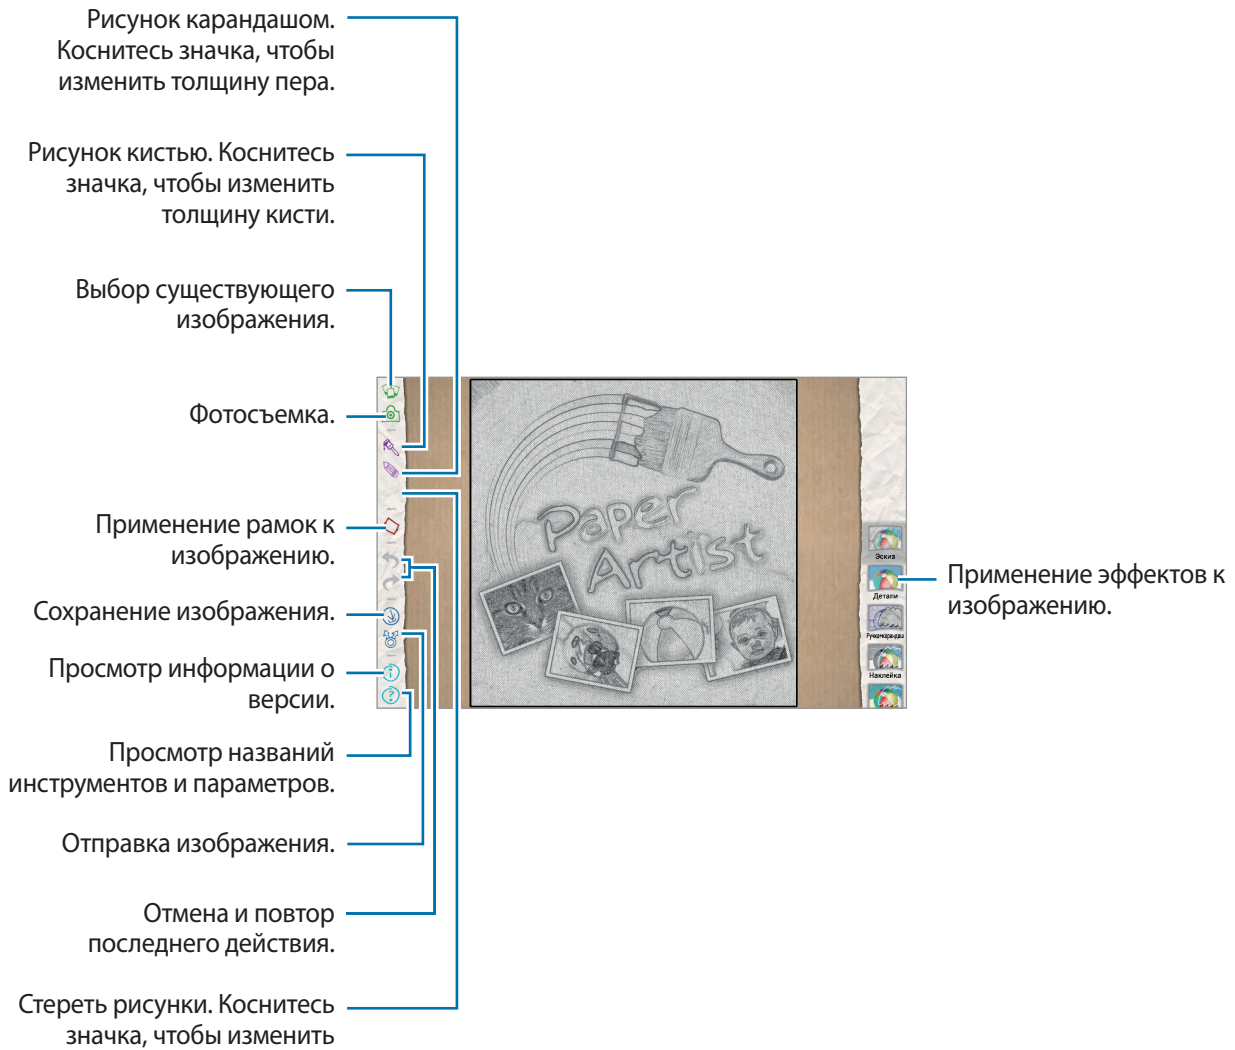 Рисунок карандашом.
Коснитесь значка, чтобы
изменить толщину пера.
Рисунок кистью. Коснитесь
значка, чтобы изменить
толщину кисти.
Выбор существующего
изображения.
Фотосъемка.
Применение рамок к
изображению.
Сохранение изображения.
Просмотр информации о
версии.
Просмотр названий
инструментов и параметров.
Отправка изображения.
Отмена и повтор
последнего действия.
Стереть рисунки. Коснитесь
значка, чтобы изменить
Paper
Artist
Эскиз
Детали
Ручка+карандаш
Наклейка
Применение эффектов к
изображению.